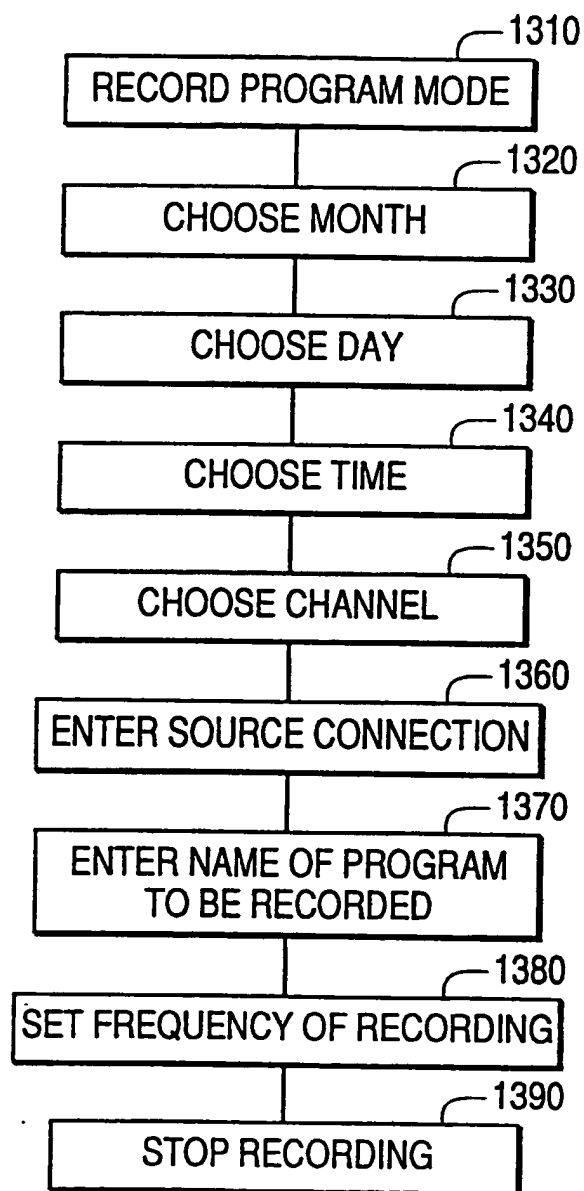 1310
RECORD PROGRAM MODE
1320
CHOOSE MONTH
1330
CHOOSE DAY
1340
CHOOSE TIME
1350
CHOOSE CHANNEL
1360
ENTER SOURCE CONNECTION
1370
ENTER NAME OF PROGRAM
TO BE RECORDED
1380
SET FREQUENCY OF RECORDING
1390
STOP RECORDING